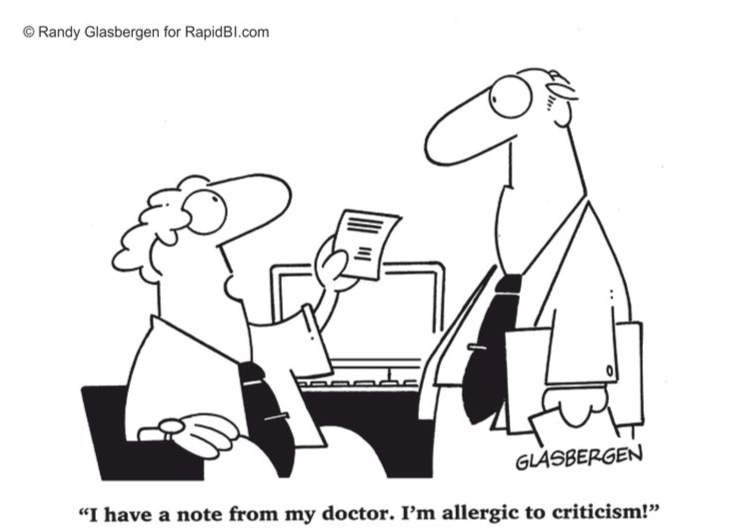 © Randy Glasbergen for RapidBI.com
GLASBERGEN
“I have a note from my doctor. I’m allergic to criticism!”